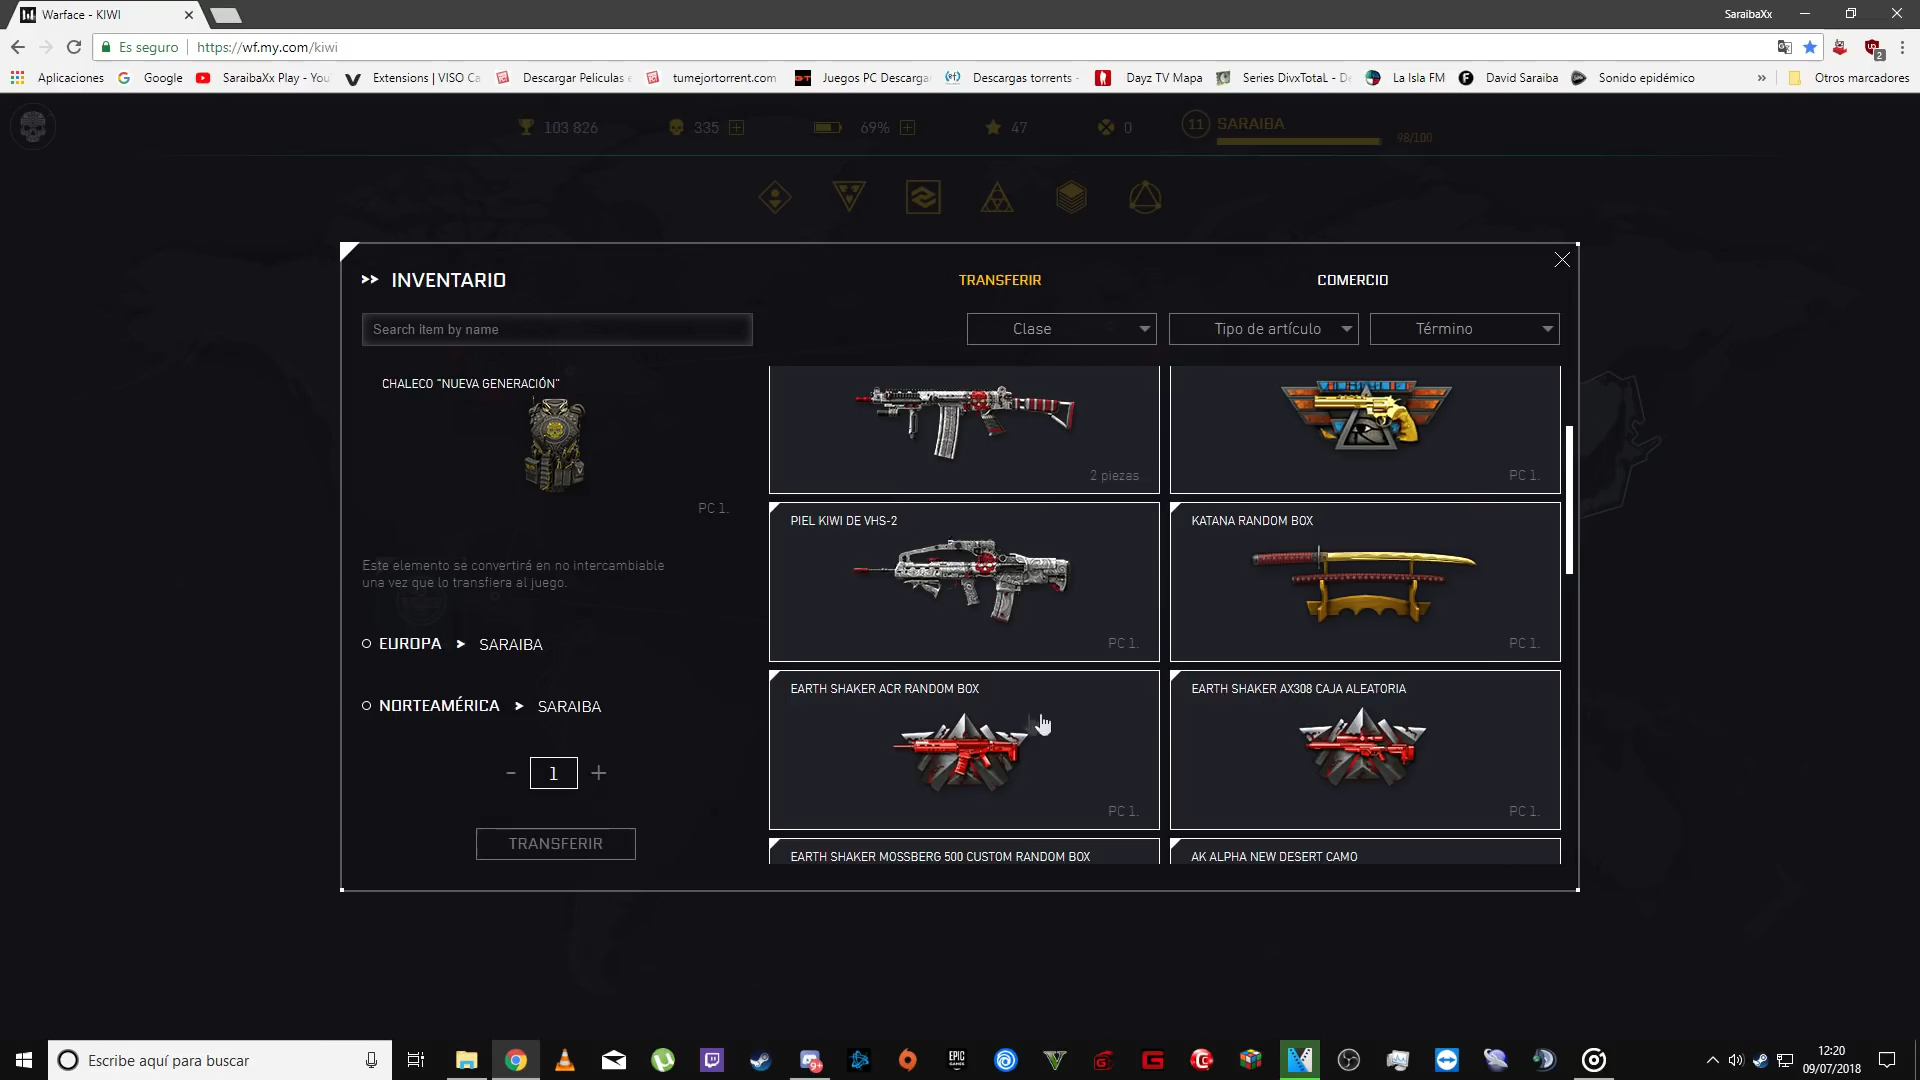 Warface - KIWI
SaraibaXx
Es seguro
https://wf.my.com/kiwi
2
Aplicaciones
Google
SaraibaXx Play - You
Extensions | VISO Ca
Descargar Peliculas e
tumejortorrent.com
Juegos PC Descarga
Descargas torrents -
Dayz TV Mapa
Series DivxTotaL - De
La Isla FM
David Saraiba
Sonido epidémico
»
Otros marcadores
103 826
335
69%
47
0
11
SARAIBA
98/100
>> INVENTARIO
TRANSFERIR
COMERCIO
Search item by name
Clase
Tipo de artículo
Término
CHALECO "NUEVA GENERACIÓN"
PC 1.
Este elemento se convertirá en no intercambiable
una vez que lo transfiera al juego.
EUROPA > SARAIBA
NORTEAMÉRICA > SARAIBA
- 1 +
TRANSFERIR
2 piezas
PC 1.
PIEL KIWI DE VHS-2
PC 1.
KATANA RANDOM BOX
PC 1.
EARTH SHAKER ACR RANDOM BOX
PC 1.
EARTH SHAKER AX308 CAJA ALEATORIA
PC 1.
EARTH SHAKER MOSSBERG 500 CUSTOM RANDOM BOX
AK ALPHA NEW DESERT CAMO
Escribe aquí para buscar
EPIC
GAMES
9+
12:20
09/07/2018